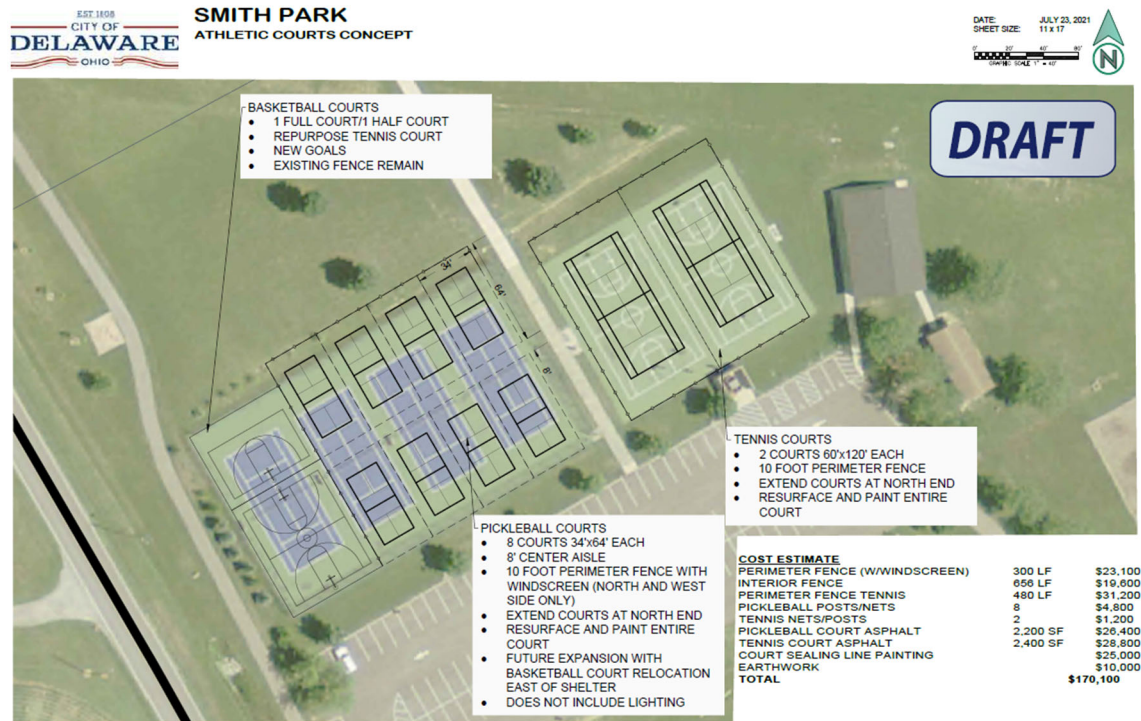 EST 1808
CITY OF
DELAWARE
OHIO
SMITH PARK
ATHLETIC COURTS CONCEPT
DATE: JULY 23, 2021
SHEET SIZE: 11 x 17
0' 20' 40' 80'
GRAPHIC SCALE 1" = 40'
N
DRAFT
BASKETBALL COURTS
• 1 FULL COURT/1 HALF COURT
• REPURPOSE TENNIS COURT
• NEW GOALS
• EXISTING FENCE REMAIN
34'
64'
8'
TENNIS COURTS
• 2 COURTS 60'x120' EACH
• 10 FOOT PERIMETER FENCE
• EXTEND COURTS AT NORTH END
• RESURFACE AND PAINT ENTIRE
COURT
PICKLEBALL COURTS
• 8 COURTS 34'x64' EACH
• 8' CENTER AISLE
• 10 FOOT PERIMETER FENCE WITH
WINDSCREEN (NORTH AND WEST
SIDE ONLY)
• EXTEND COURTS AT NORTH END
• RESURFACE AND PAINT ENTIRE
COURT
• FUTURE EXPANSION WITH
BASKETBALL COURT RELOCATION
EAST OF SHELTER
• DOES NOT INCLUDE LIGHTING
COST ESTIMATE
PERIMETER FENCE (W/WINDSCREEN) 300 LF $23,100
INTERIOR FENCE 656 LF $19,600
PERIMETER FENCE TENNIS 480 LF $31,200
PICKLEBALL POSTS/NETS 8 $4,800
TENNIS NETS/POSTS 2 $1,200
PICKLEBALL COURT ASPHALT 2,200 SF $26,400
TENNIS COURT ASPHALT 2,400 SF $28,800
COURT SEALING LINE PAINTING $25,000
EARTHWORK $10,000
TOTAL $170,100